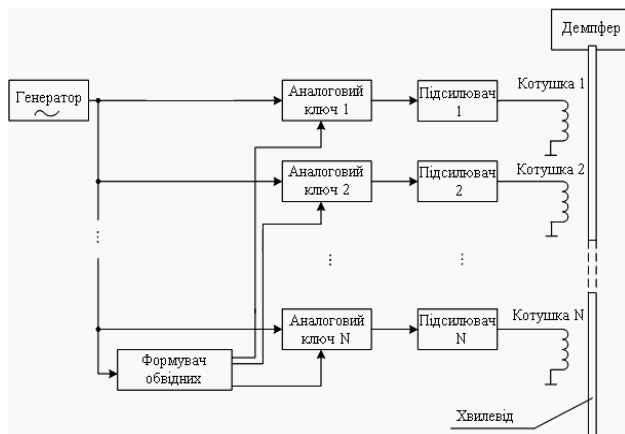 Демпфер
Генератор
Аналоговий
ключ 1
Підсилювач
1
Котушка 1
Аналоговий
ключ 2
Підсилювач
2
Котушка 2
...
...
...
Аналоговий
ключ N
Підсилювач
N
Котушка N
Формувач
обвідних
Хвилевід